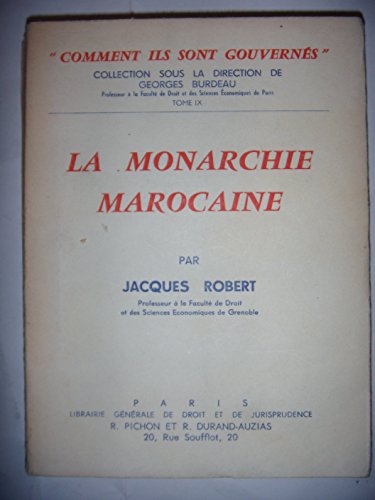 " COMMENT ILS SONT GOUVERNÉS "
COLLECTION SOUS LA DIRECTION DE
GEORGES BURDEAU
Professeur à la Faculté de Droit et des Sciences Économiques de Paris
TOME IX
LA MONARCHIE
MAROCAINE
PAR
JACQUES ROBERT
Professeur à la Faculté de Droit
et des Sciences Economiques de Grenoble
PARIS
LIBRAIRIE GÉNÉRALE DE DROIT ET DE JURISPRUDENCE
R. PICHON ET R. DURAND-AUZIAS
20, Rue Soufflot, 20